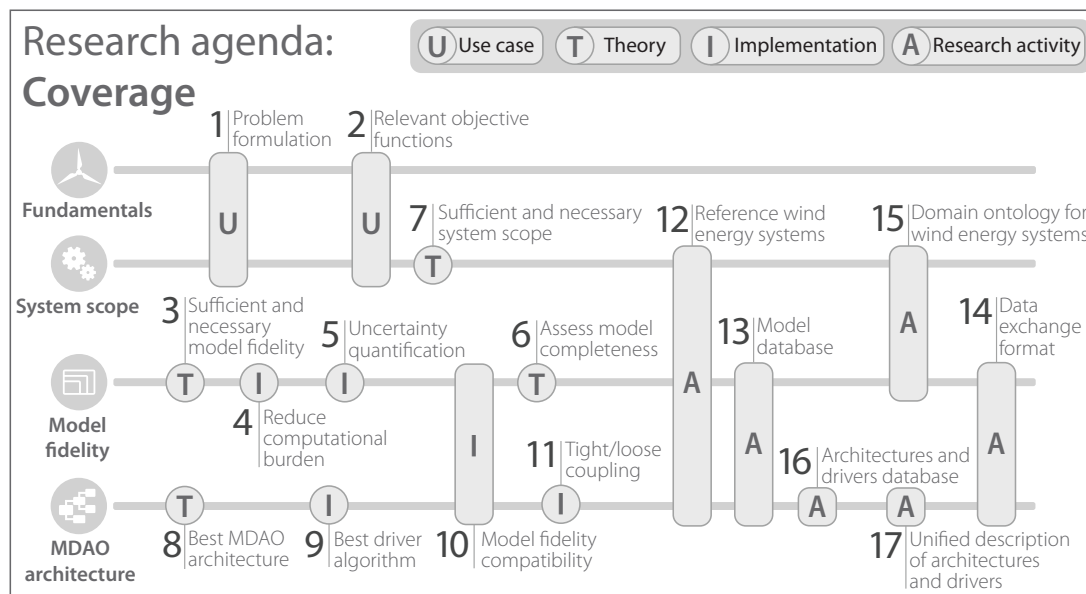 Research agenda:
Coverage
U Use case
T Theory
I Implementation
A Research activity
1 Problem
formulation
2 Relevant objective
functions
Fundamentals
U
U
7 Sufficient and necessary
system scope
12 Reference wind
energy systems
15 Domain ontology for
wind energy systems
T
System scope
3 Sufficient and
necessary
model fidelity
5 Uncertainty
quantification
6 Assess model
completeness
13 Model
database
14 Data
exchange
format
A
T
I
I
T
A
Model
fidelity
4 Reduce
computational
burden
I
11 Tight/loose
coupling
A
16 Architectures and
drivers database
A
T
I
I
A
A
MDAO
architecture
8 Best MDAO
architecture
9 Best driver
algorithm
10 Model fidelity
compatibility
17 Unified description
of architectures
and drivers